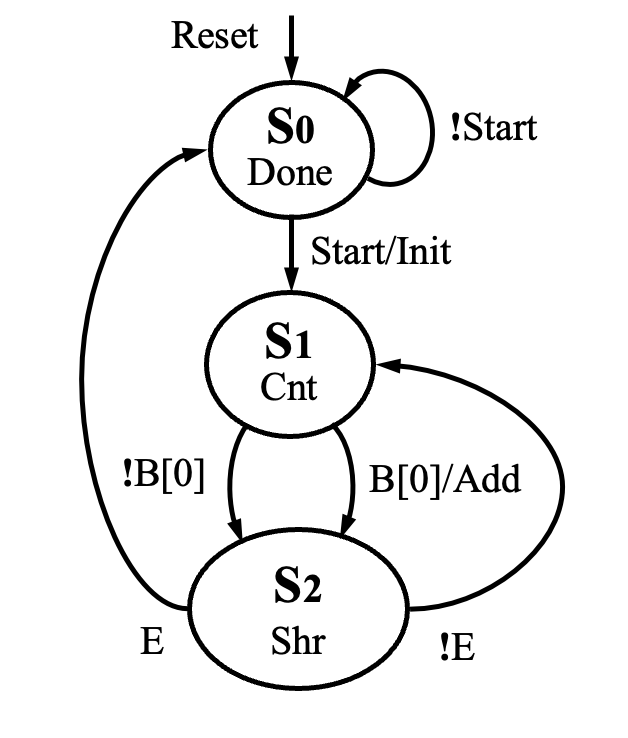 Reset
S0
Done
!Start
Start/Init
S1
Cnt
!B[0]
B[0]/Add
S2
Shr
E
!E